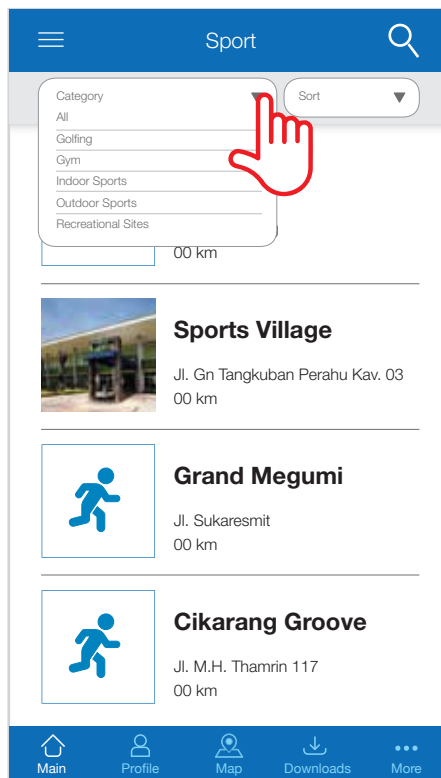 Sport
Category
Sort
All
Golfing
Gym
Indoor Sports
Outdoor Sports
Recreational Sites
00 km
Sports Village
Jl. Gn Tangkuban Perahu Kav. 03
00 km
Grand Megumi
Jl. Sukaresmit
00 km
Cikarang Groove
Jl. M.H. Thamrin 117
00 km
Main
Profile
Map
Downloads
More